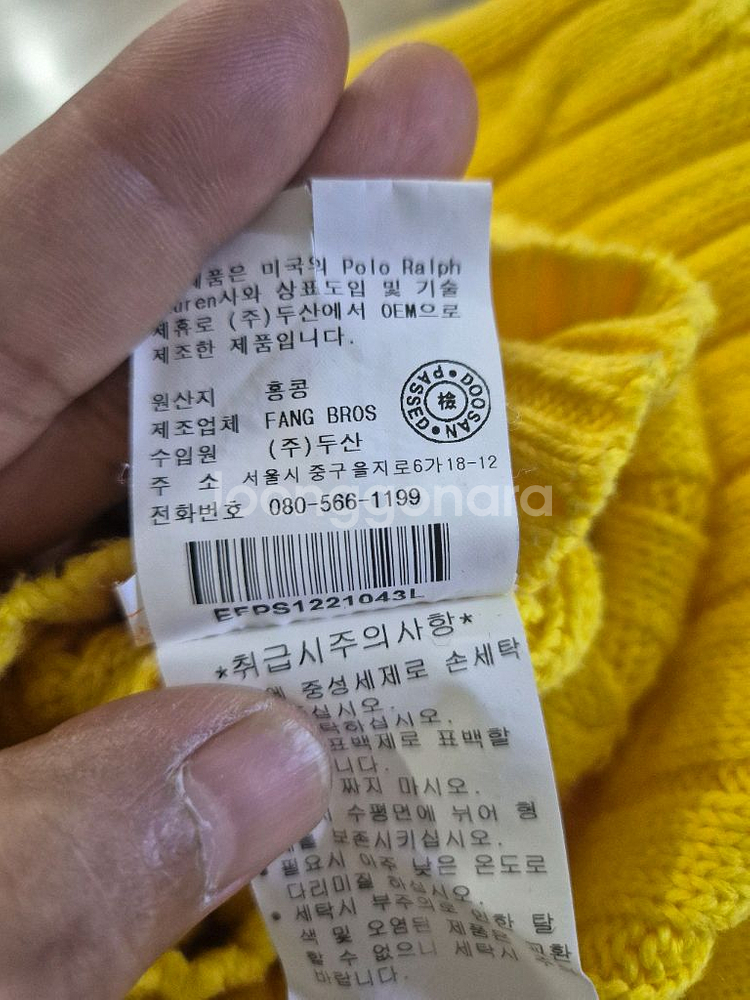 제품은 미국의 Polo Ralph
uren사와 상표도입 및 기술
제휴로 (주)두산에서 OEM으로
제조한 제품입니다.
원산지 홍콩
제조업체 FANG BROS
수입원 (주)두산
주 소 서울시 중구 을지로6가 18-12
전화번호 080-566-1199
DOOSAN PASSED 檢
joonggonara
EFPS1221043L
*취급시주의사항*
에 중성세제로 손세탁
십시오.
탁하십시오.
표백제로 표백할
니다.
짜지 마시오.
수평면에 뉘어 형
를 보존시키십시오.
• 필요시 아주 낮은 온도로
다리미질 하십시오.
• 세탁시 부주의로 인한 탈
색 및 오염된 제품은
할 수 없으니 세탁시
바랍니다.